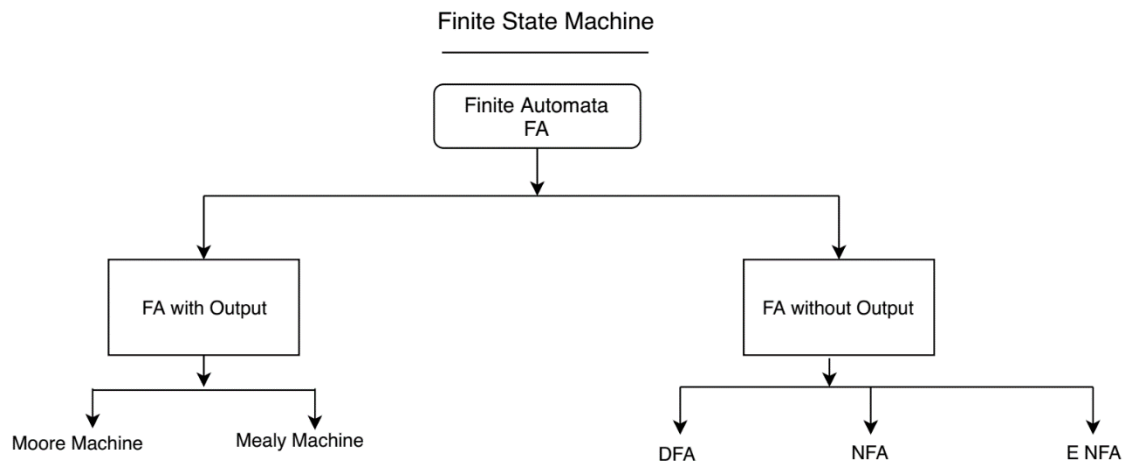 Finite State Machine
Finite Automata
FA
FA with Output
FA without Output
Moore Machine
Mealy Machine
DFA
NFA
E NFA